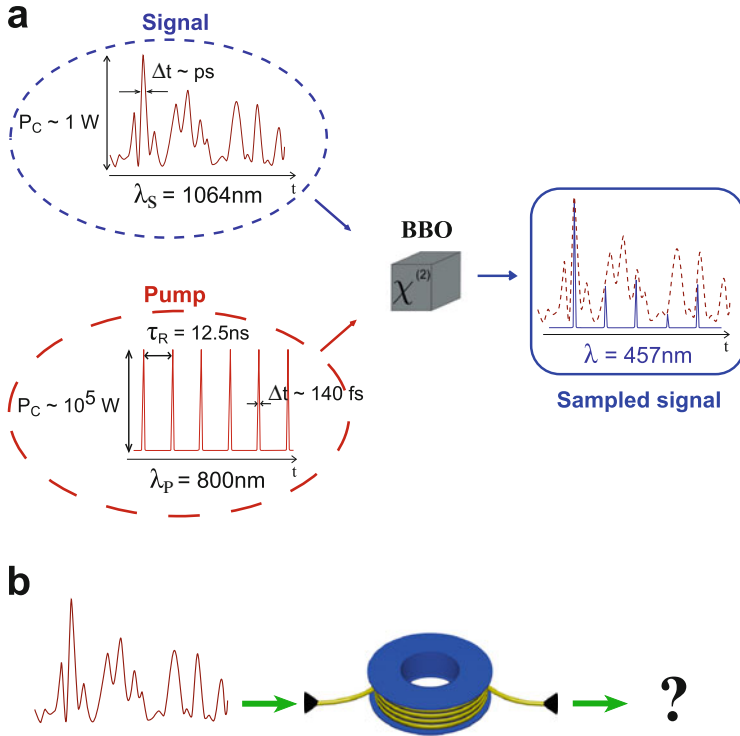 a
Signal
Δt ~ ps
P_C ~ 1 W
t
λ_S = 1064nm
BBO
χ^(2)
Pump
τ_R = 12.5ns
P_C ~ 10^5 W
Δt ~ 140 fs
t
λ_P = 800nm
t
λ = 457nm
Sampled signal
b
?